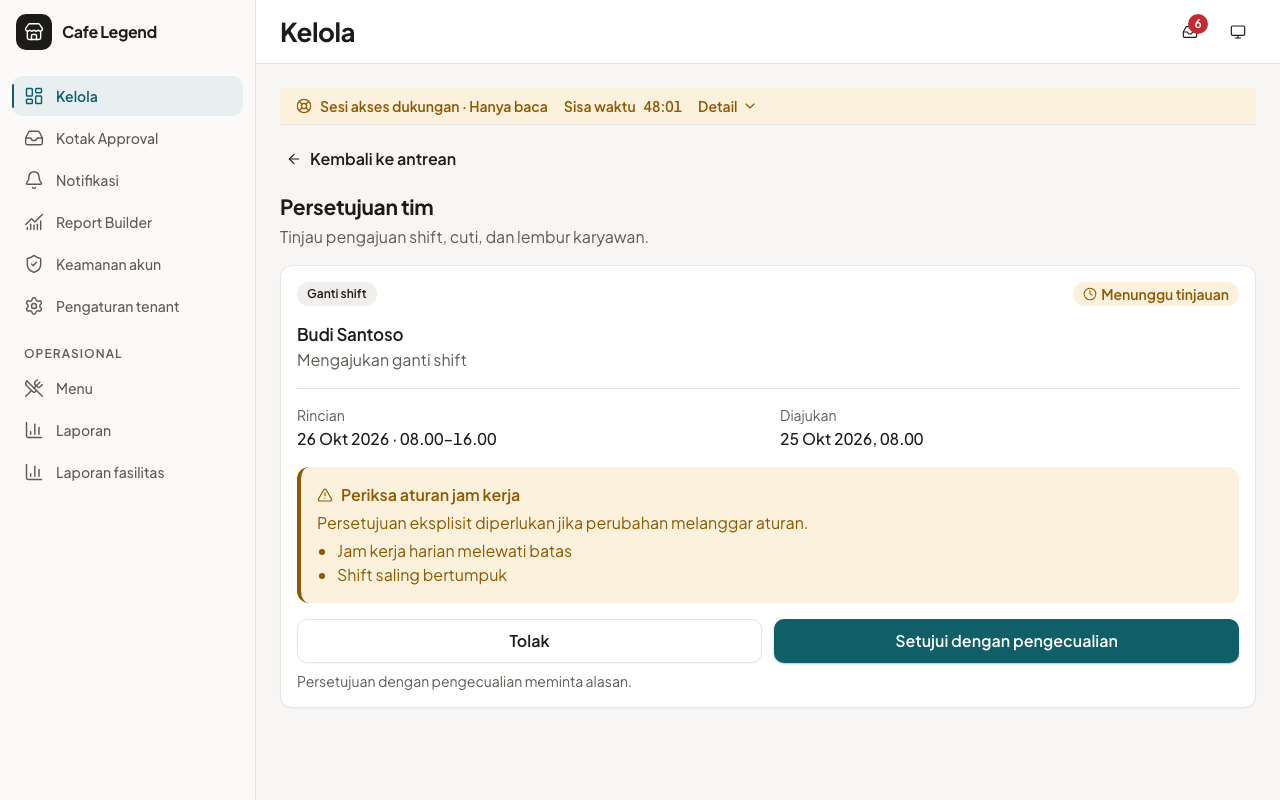 Cafe Legend
Kelola
Kotak Approval
Notifikasi
Report Builder
Keamanan akun
Pengaturan tenant
OPERASIONAL
Menu
Laporan
Laporan fasilitas
Kelola
6
Sesi akses dukungan · Hanya baca Sisa waktu 48:01 Detail
Kembali ke antrean
Persetujuan tim
Tinjau pengajuan shift, cuti, dan lembur karyawan.
Ganti shift
Menunggu tinjauan
Budi Santoso
Mengajukan ganti shift
Rincian
26 Okt 2026 · 08.00–16.00
Diajukan
25 Okt 2026, 08.00
Periksa aturan jam kerja
Persetujuan eksplisit diperlukan jika perubahan melanggar aturan.
• Jam kerja harian melewati batas
• Shift saling bertumpuk
Tolak
Setujui dengan pengecualian
Persetujuan dengan pengecualian meminta alasan.